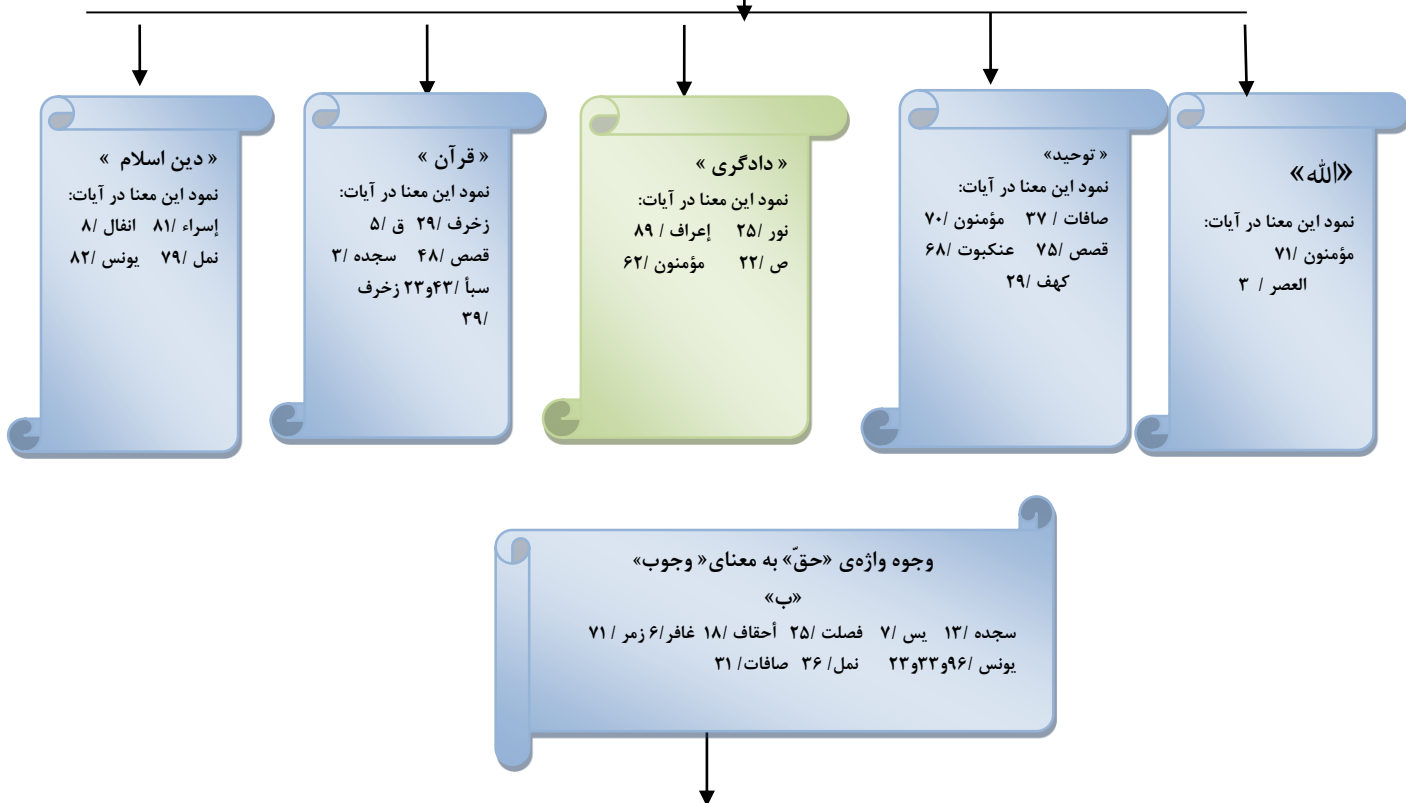 «الله»
نمود این معنا در آیات:
مؤمنون /۷۱
العصر / ۳
« توحید»
نمود این معنا در آیات:
صافات / ۳۷ مؤمنون /۷۰
قصص /۷۵ عنکبوت /۶۸
کهف /۲۹
« دادگری »
نمود این معنا در آیات:
نور /۲۵ إعراف / ۸۹
ص /۲۲ مؤمنون /۶۲
« قرآن »
نمود این معنا در آیات:
زخرف /۲۹ ق /۵
قصص /۴۸ سجده /۳
سبأ /۴۳و۲۳ زخرف
/۳۹
« دین اسلام »
نمود این معنا در آیات:
إسراء /۸۱ انفال /۸
نمل /۷۹ یونس /۸۲
وجوه واژه‌ی «حقّ» به معنای« وجوب»
«ب»
سجده /۱۳ یس /۷ فصلت /۲۵ أحقاف /۱۸ غافر/۶ زمر / ۷۱
یونس /۹۶و۳۳و۲۳ نمل/ ۳۶ صافات/ ۳۱